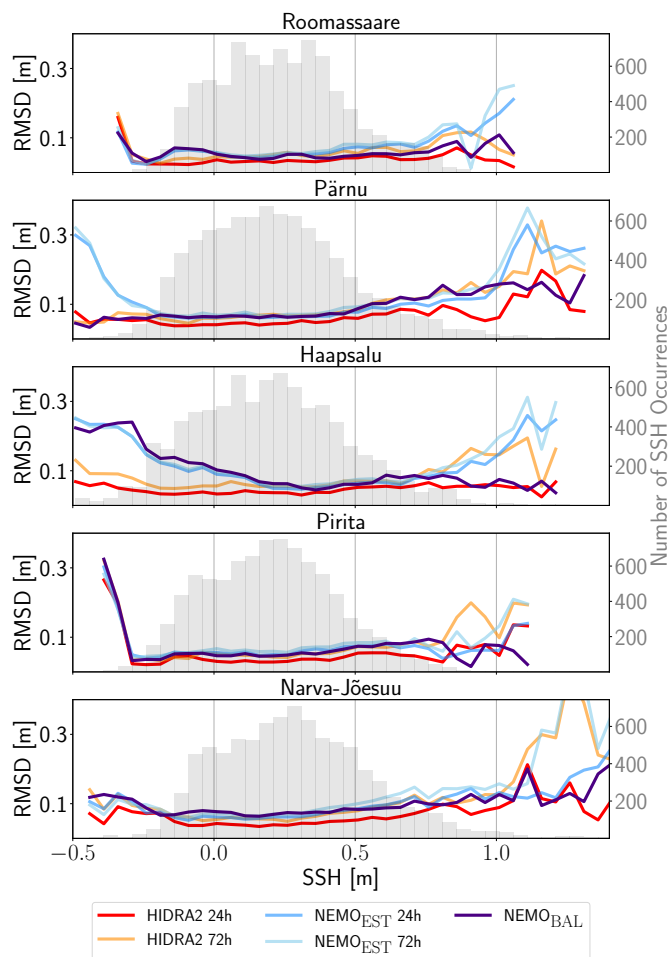 Roomassaare
RMSD [m]
0.3
0.1
600
400
200
Pärnu
RMSD [m]
0.3
0.1
600
400
200
Haapsalu
RMSD [m]
0.3
0.1
600
400
200
Number of SSH Occurrences
Pirita
RMSD [m]
0.3
0.1
600
400
200
Narva-Jõesuu
RMSD [m]
0.3
0.1
600
400
200
−0.5 0.0 0.5 1.0
SSH [m]
HIDRA2 24h NEMO_EST 24h NEMO_BAL
HIDRA2 72h NEMO_EST 72h